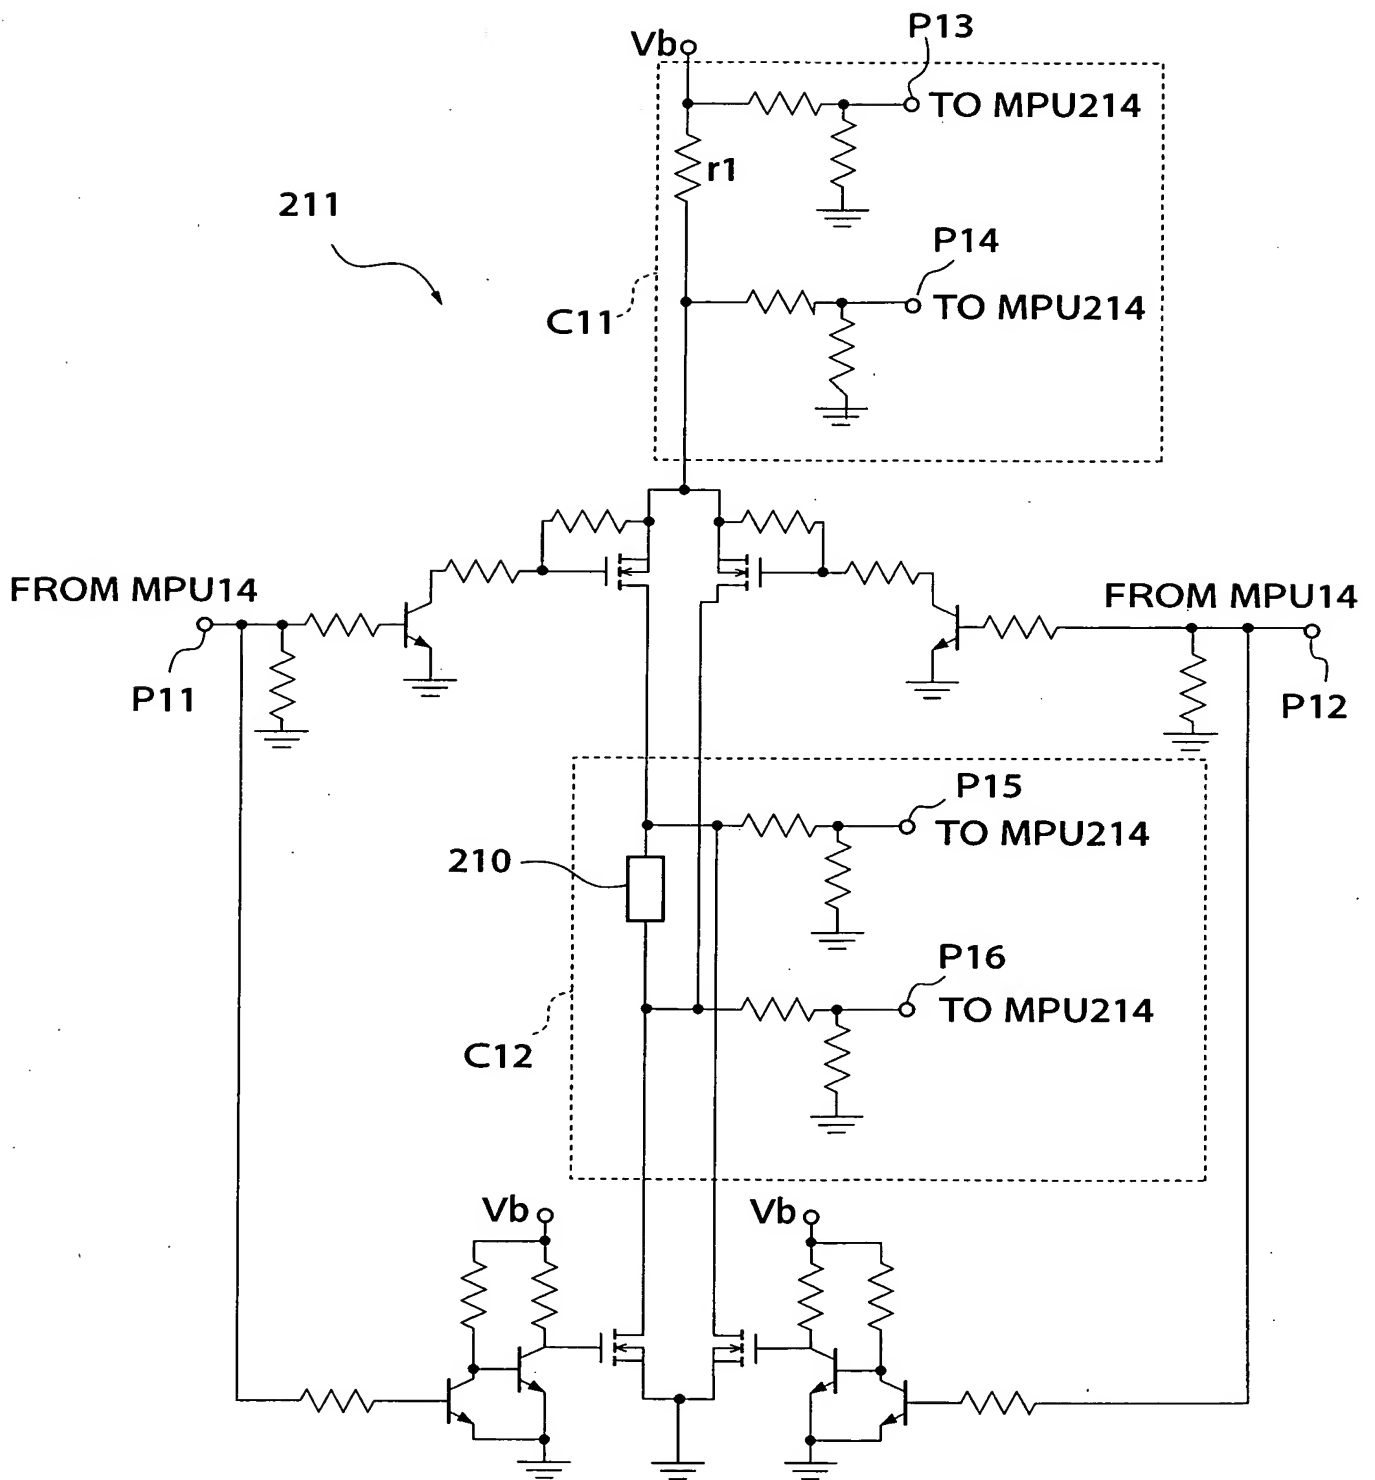 P13
Vb
TO MPU214
r1
211
P14
C11
TO MPU214
FROM MPU14
FROM MPU14
P11
P12
P15
TO MPU214
210
P16
TO MPU214
C12
Vb
Vb